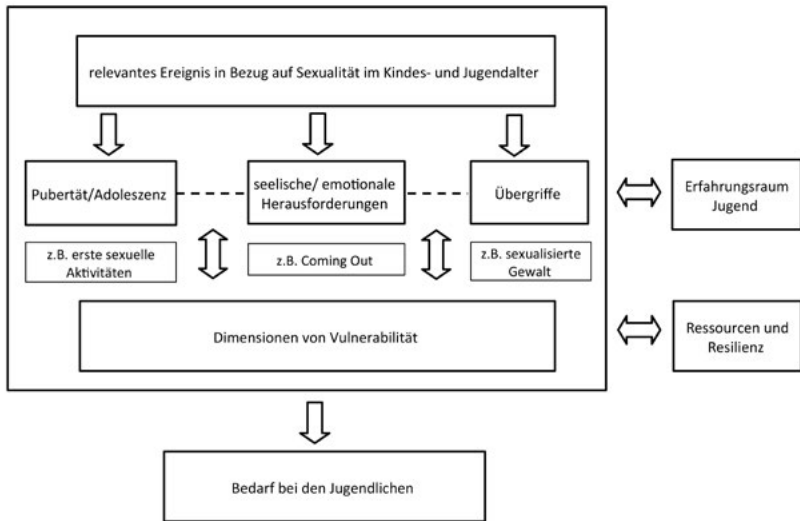 relevantes Ereignis in Bezug auf Sexualität im Kindes- und Jugendalter
Pubertät/Adoleszenz
seelische/ emotionale
Herausforderungen
Übergriffe
Erfahrungsraum
Jugend
z.B. erste sexuelle
Aktivitäten
z.B. Coming Out
z.B. sexualisierte
Gewalt
Dimensionen von Vulnerabilität
Ressourcen und
Resilienz
Bedarf bei den Jugendlichen